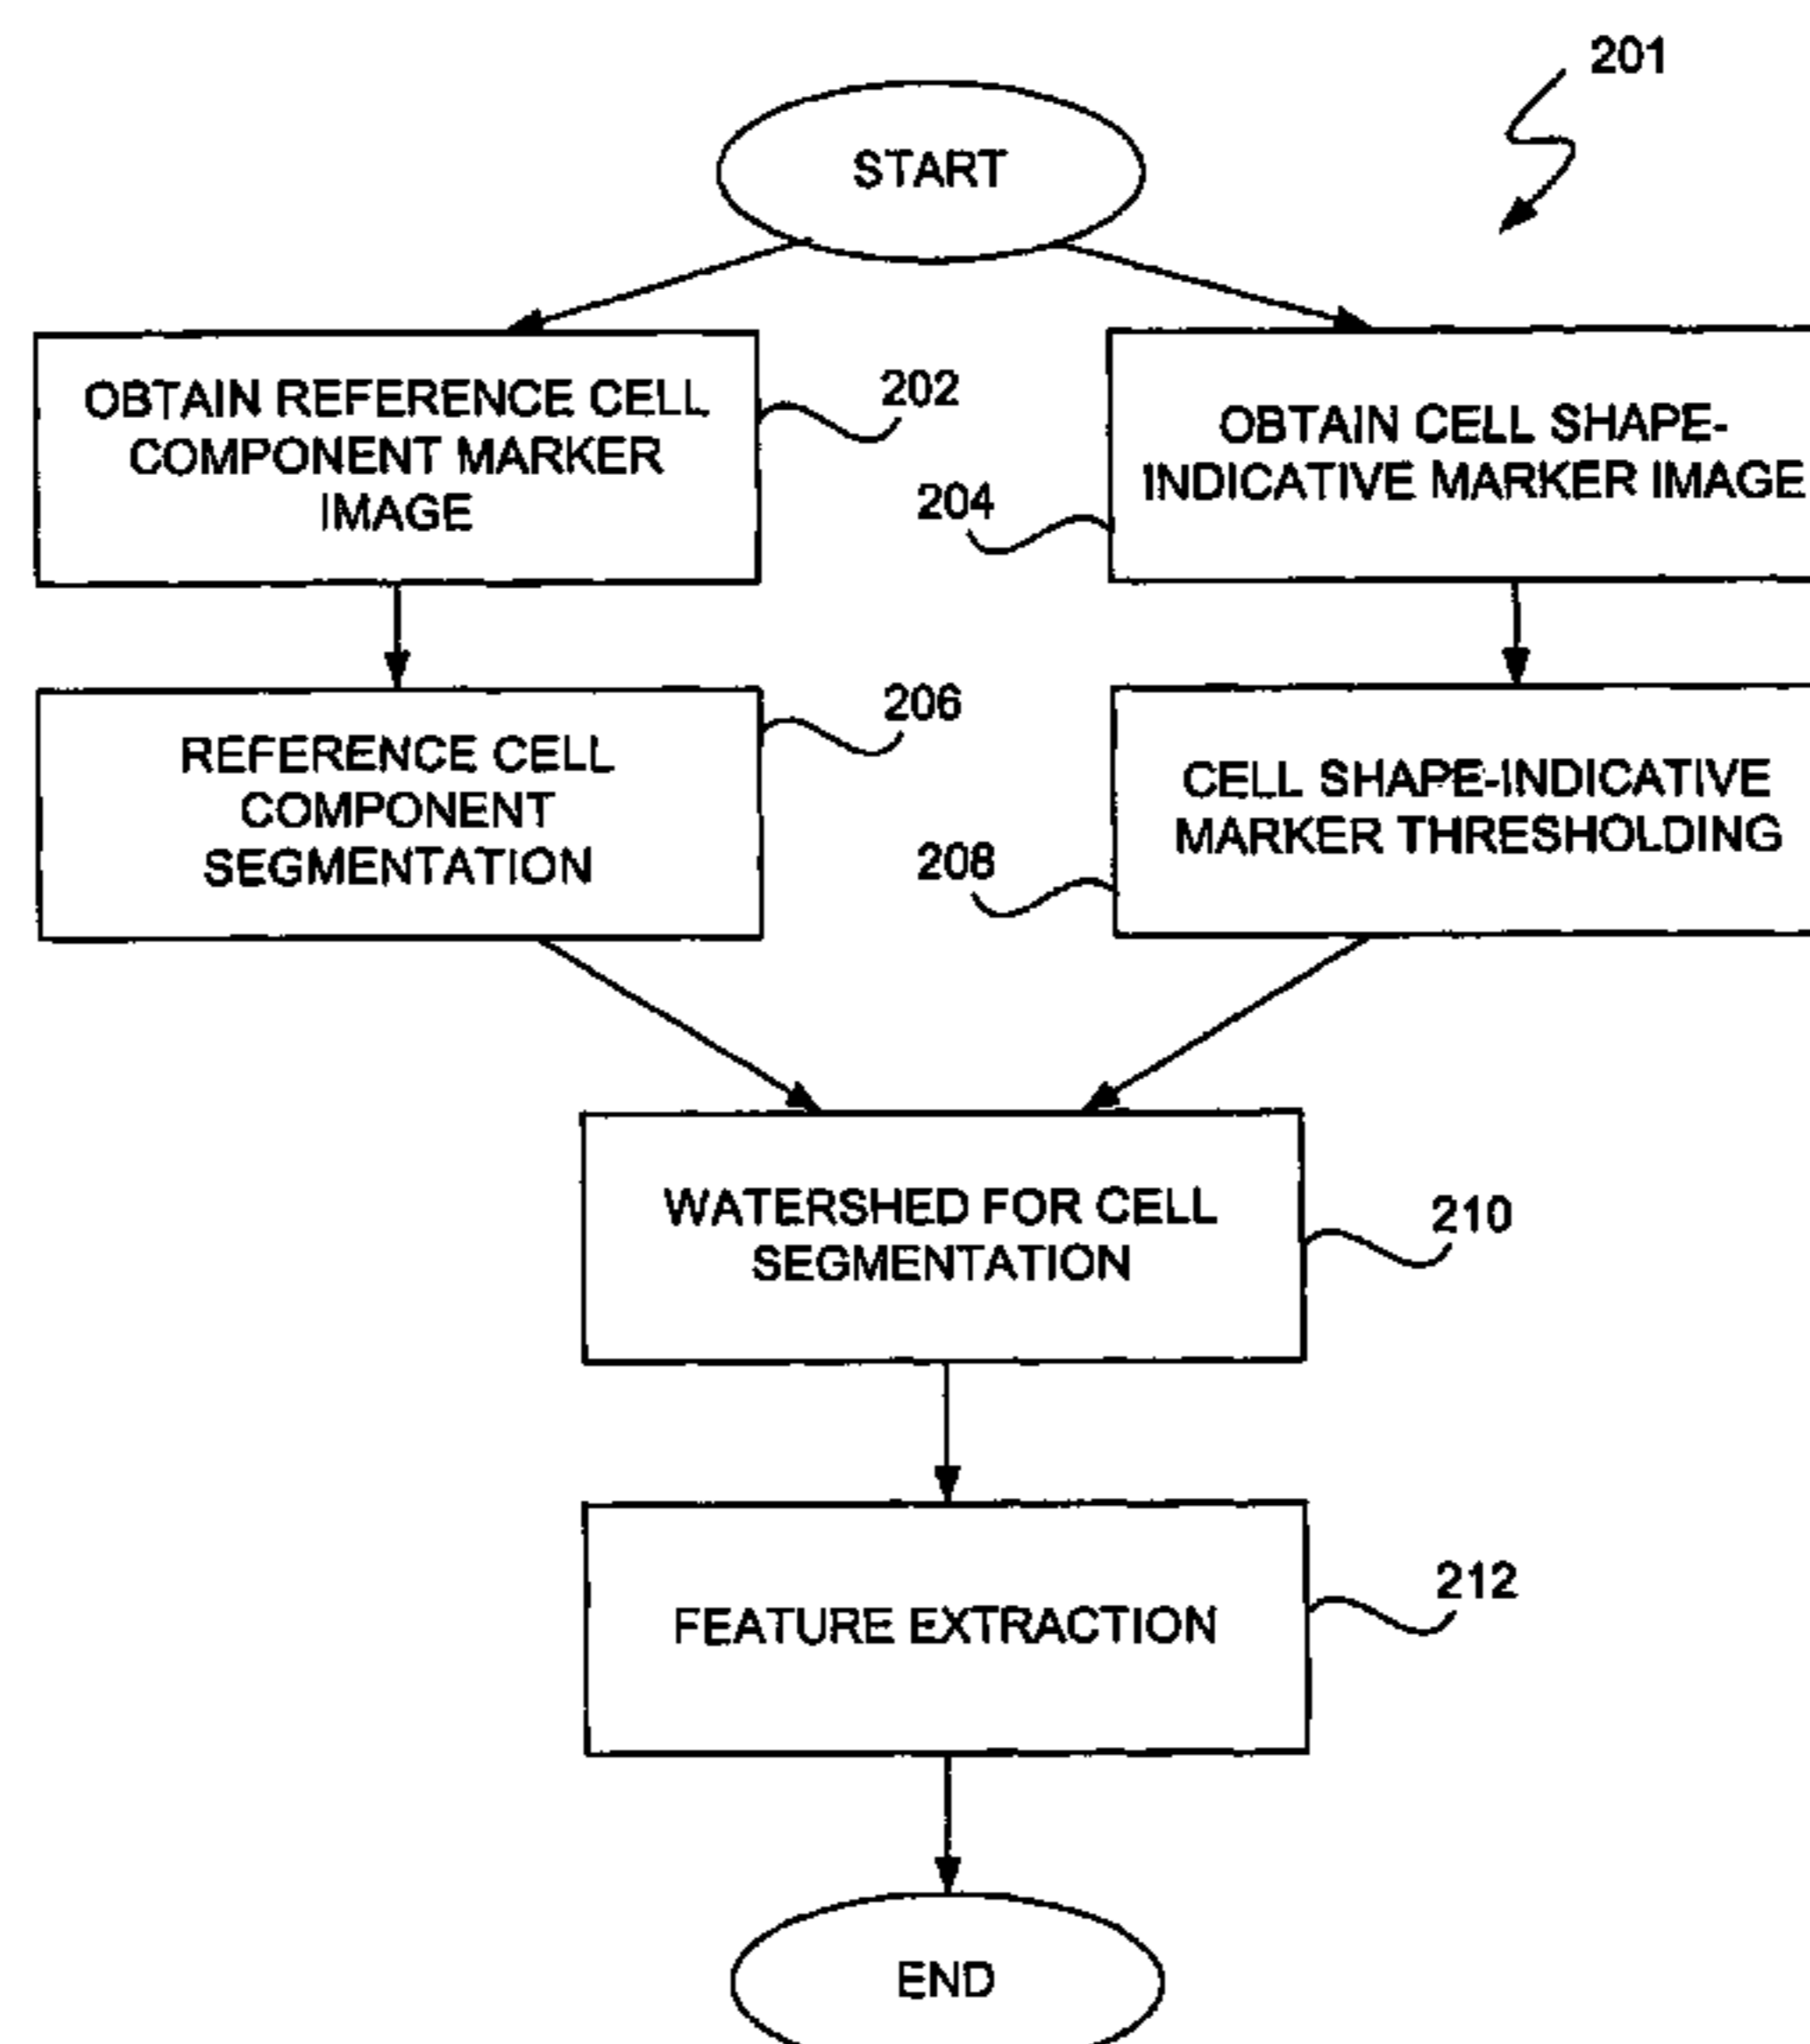 201
START
OBTAIN REFERENCE CELL
COMPONENT MARKER
IMAGE
202
OBTAIN CELL SHAPE-
INDICATIVE MARKER IMAGE
204
REFERENCE CELL
COMPONENT
SEGMENTATION
206
CELL SHAPE-INDICATIVE
MARKER THRESHOLDING
208
WATERSHED FOR CELL
SEGMENTATION
210
FEATURE EXTRACTION
212
END